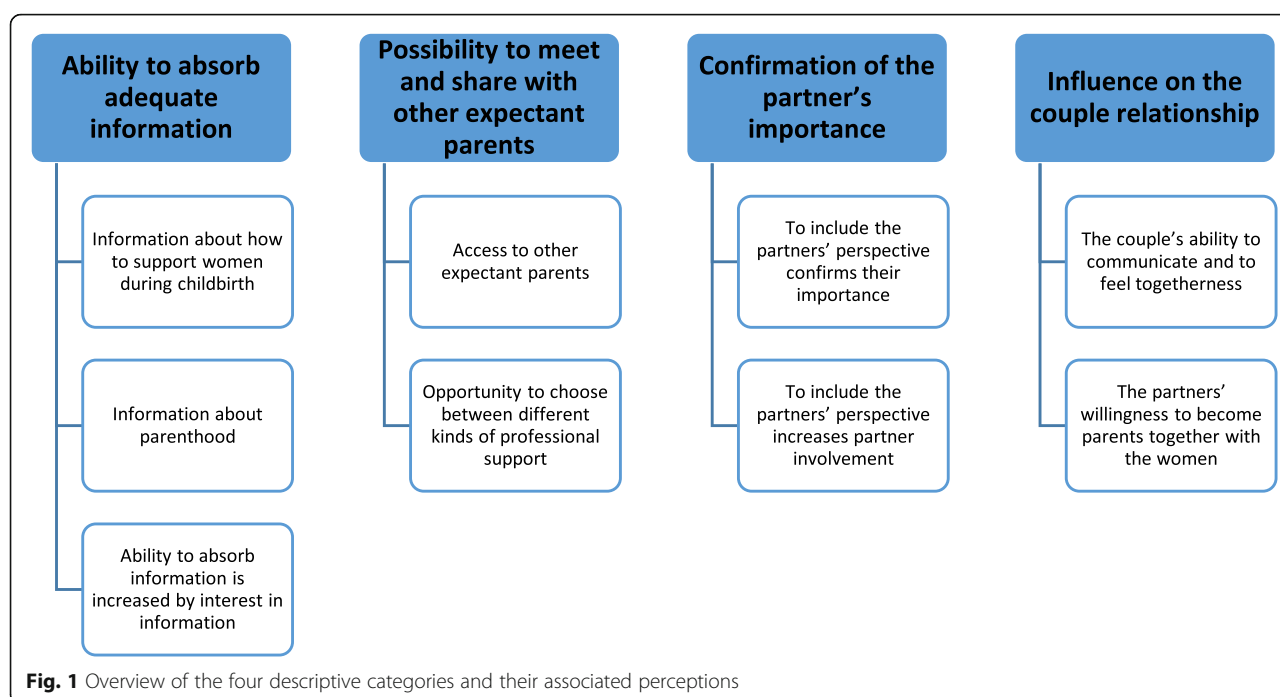 Ability to absorb
adequate
information
Information about how
to support women
during childbirth
Information about
parenthood
Ability to absorb
information is
increased by interest in
information
Possibility to meet
and share with
other expectant
parents
Access to other
expectant parents
Opportunity to choose
between different
kinds of professional
support
Confirmation of the
partner’s
importance
To include the
partners’ perspective
confirms their
importance
To include the
partners’ perspective
increases partner
involvement
Influence on the
couple relationship
The couple’s ability to
communicate and to
feel togetherness
The partners’
willingness to become
parents together with
the women
Fig. 1 Overview of the four descriptive categories and their associated perceptions